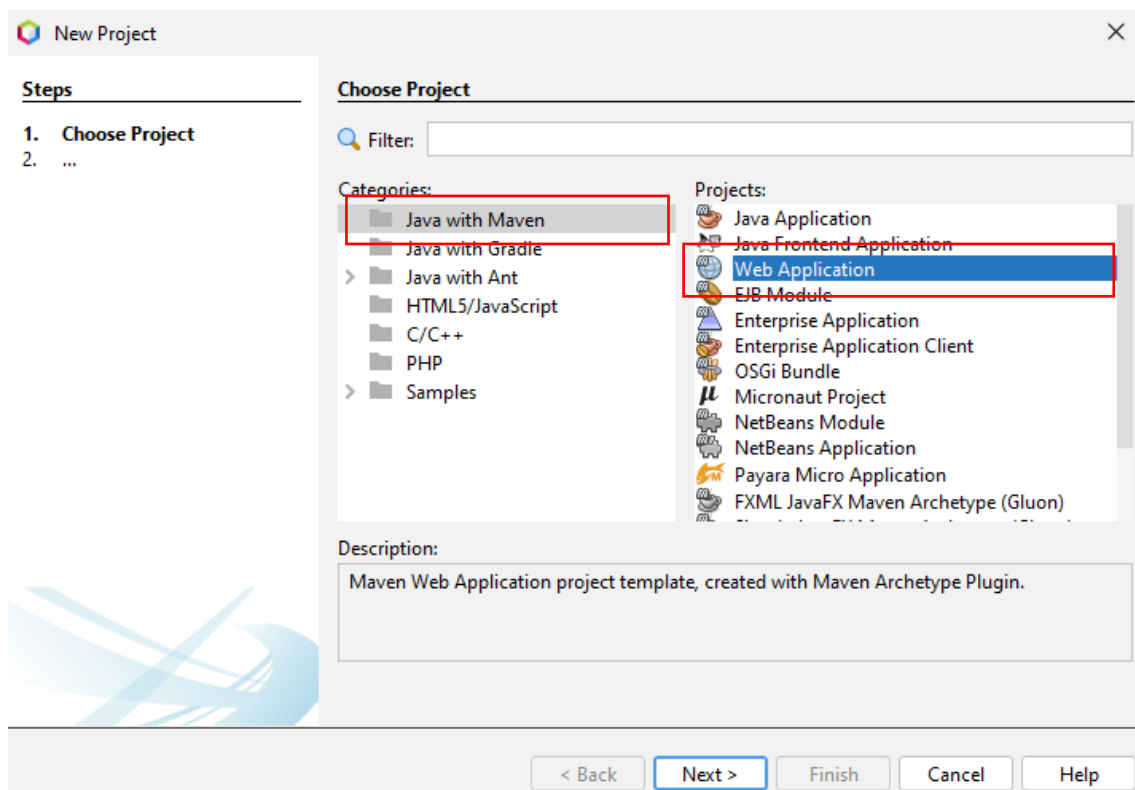 New Project
Steps
1. Choose Project
2. ...
Choose Project
Filter:
Categories:
Java with Maven
Java with Gradle
Java with Ant
HTML5/JavaScript
C/C++
PHP
Samples
Projects:
Java Application
Java Frontend Application
Web Application
EJB Module
Enterprise Application
Enterprise Application Client
OSGi Bundle
Micronaut Project
NetBeans Module
NetBeans Application
Payara Micro Application
FXML JavaFX Maven Archetype (Gluon)
Description:
Maven Web Application project template, created with Maven Archetype Plugin.
< Back
Next >
Finish
Cancel
Help